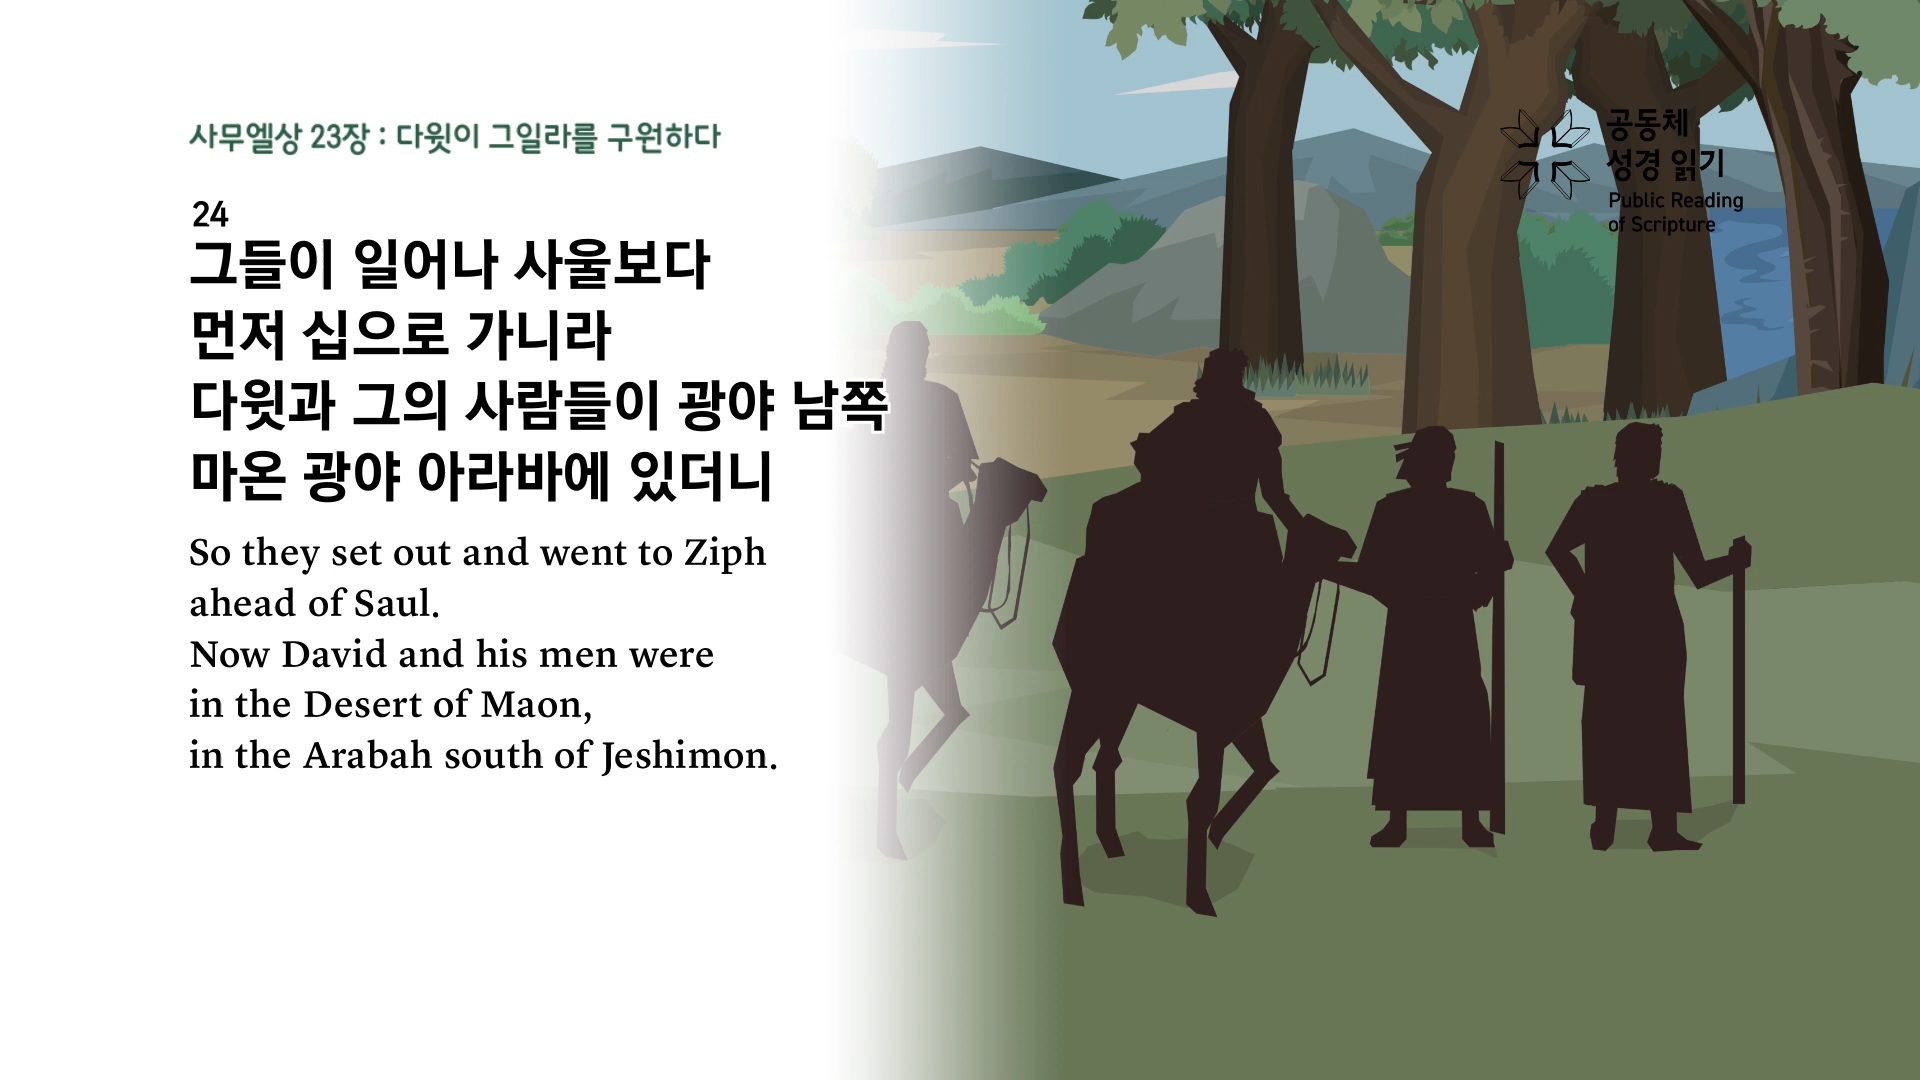 사무엘상 23장 : 다윗이 그일라를 구원하다
24
그들이 일어나 사울보다
먼저 십으로 가니라
다윗과 그의 사람들이 광야 남쪽
마온 광야 아라바에 있더니
So they set out and went to Ziph
ahead of Saul.
Now David and his men were
in the Desert of Maon,
in the Arabah south of Jeshimon.
공동체
성경 읽기
Public Reading
of Scripture